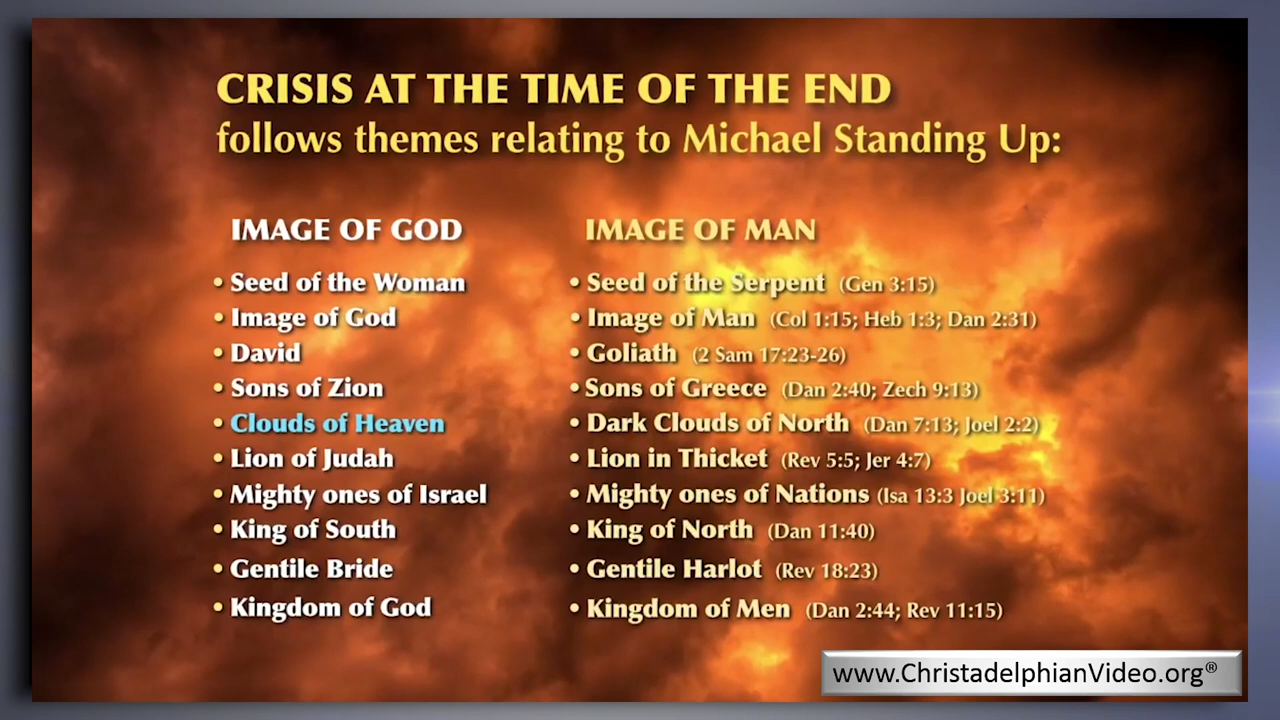 CRISIS AT THE TIME OF THE END
follows themes relating to Michael Standing Up:
IMAGE OF GOD IMAGE OF MAN
• Seed of the Woman • Seed of the Serpent (Gen 3:15)
• Image of God • Image of Man (Col 1:15; Heb 1:3; Dan 2:31)
• David • Goliath (2 Sam 17:23-26)
• Sons of Zion • Sons of Greece (Dan 2:40; Zech 9:13)
• Clouds of Heaven • Dark Clouds of North (Dan 7:13; Joel 2:2)
• Lion of Judah • Lion in Thicket (Rev 5:5; Jer 4:7)
• Mighty ones of Israel • Mighty ones of Nations (Isa 13:3 Joel 3:11)
• King of South • King of North (Dan 11:40)
• Gentile Bride • Gentile Harlot (Rev 18:23)
• Kingdom of God • Kingdom of Men (Dan 2:44; Rev 11:15)
www.ChristadelphianVideo.org®